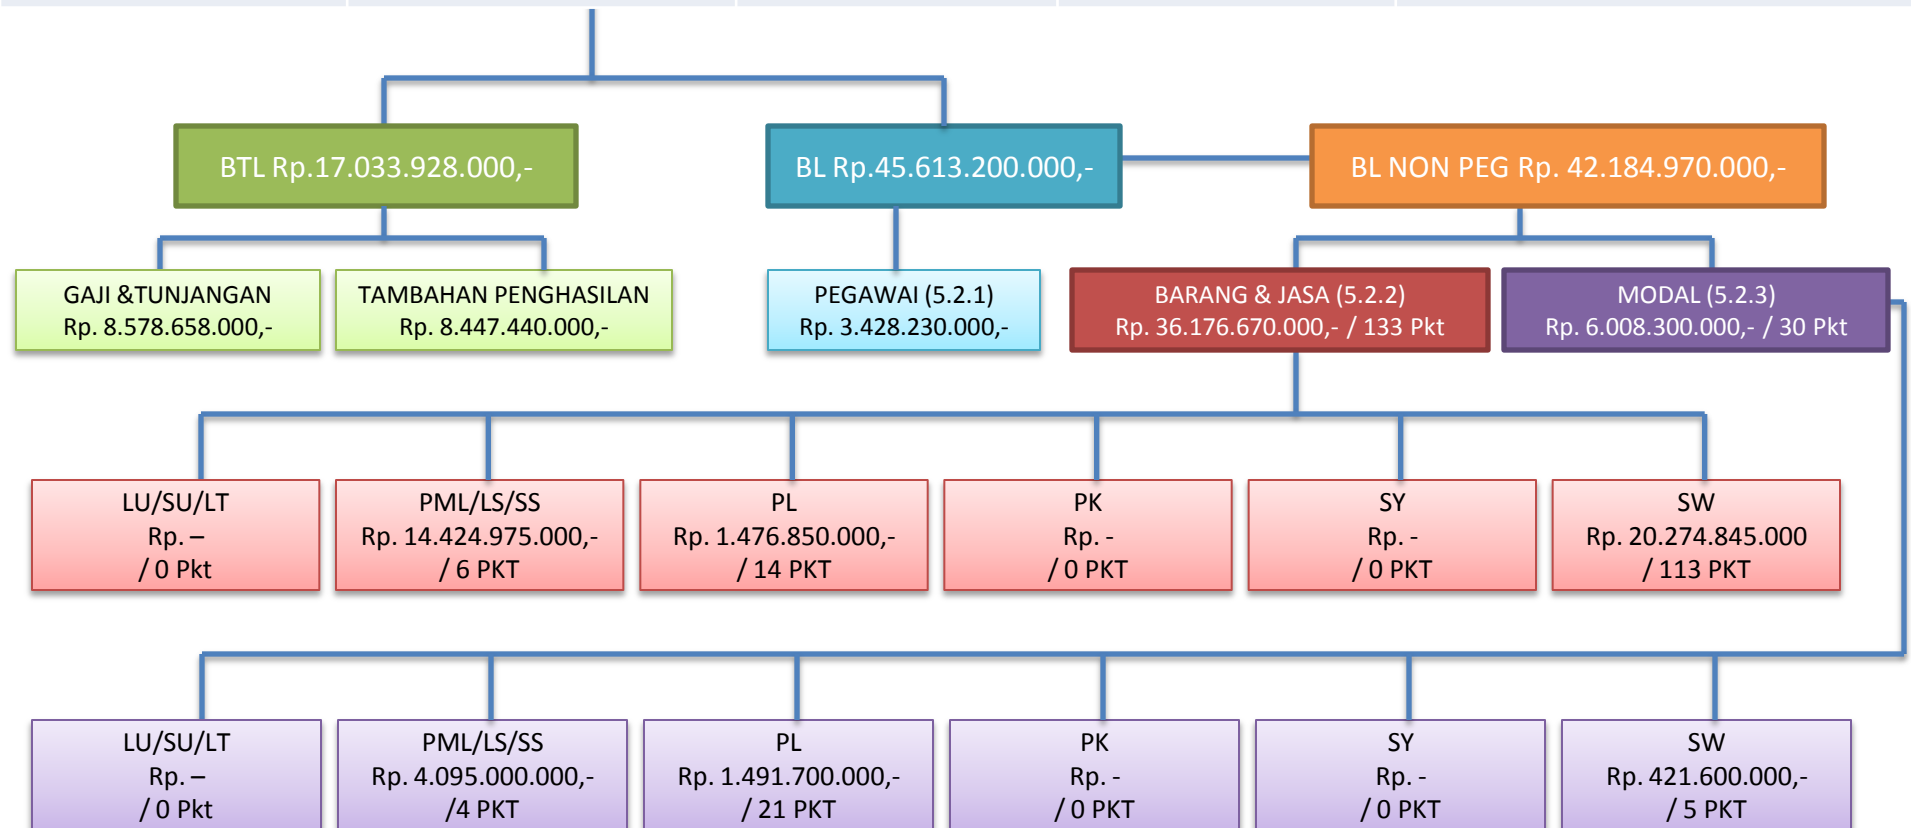 BTL Rp.17.033.928.000,-
BL Rp.45.613.200.000,-
BL NON PEG Rp. 42.184.970.000,-
GAJI &TUNJANGAN
Rp. 8.578.658.000,-
TAMBAHAN PENGHASILAN
Rp. 8.447.440.000,-
PEGAWAI (5.2.1)
Rp. 3.428.230.000,-
BARANG & JASA (5.2.2)
Rp. 36.176.670.000,- / 133 Pkt
MODAL (5.2.3)
Rp. 6.008.300.000,- / 30 Pkt
LU/SU/LT
Rp. –
/ 0 Pkt
PML/LS/SS
Rp. 14.424.975.000,-
/ 6 PKT
PL
Rp. 1.476.850.000,-
/ 14 PKT
PK
Rp. -
/ 0 PKT
SY
Rp. -
/ 0 PKT
SW
Rp. 20.274.845.000
/ 113 PKT
LU/SU/LT
Rp. –
/ 0 Pkt
PML/LS/SS
Rp. 4.095.000.000,-
/4 PKT
PL
Rp. 1.491.700.000,-
/ 21 PKT
PK
Rp. -
/ 0 PKT
SY
Rp. -
/ 0 PKT
SW
Rp. 421.600.000,-
/ 5 PKT